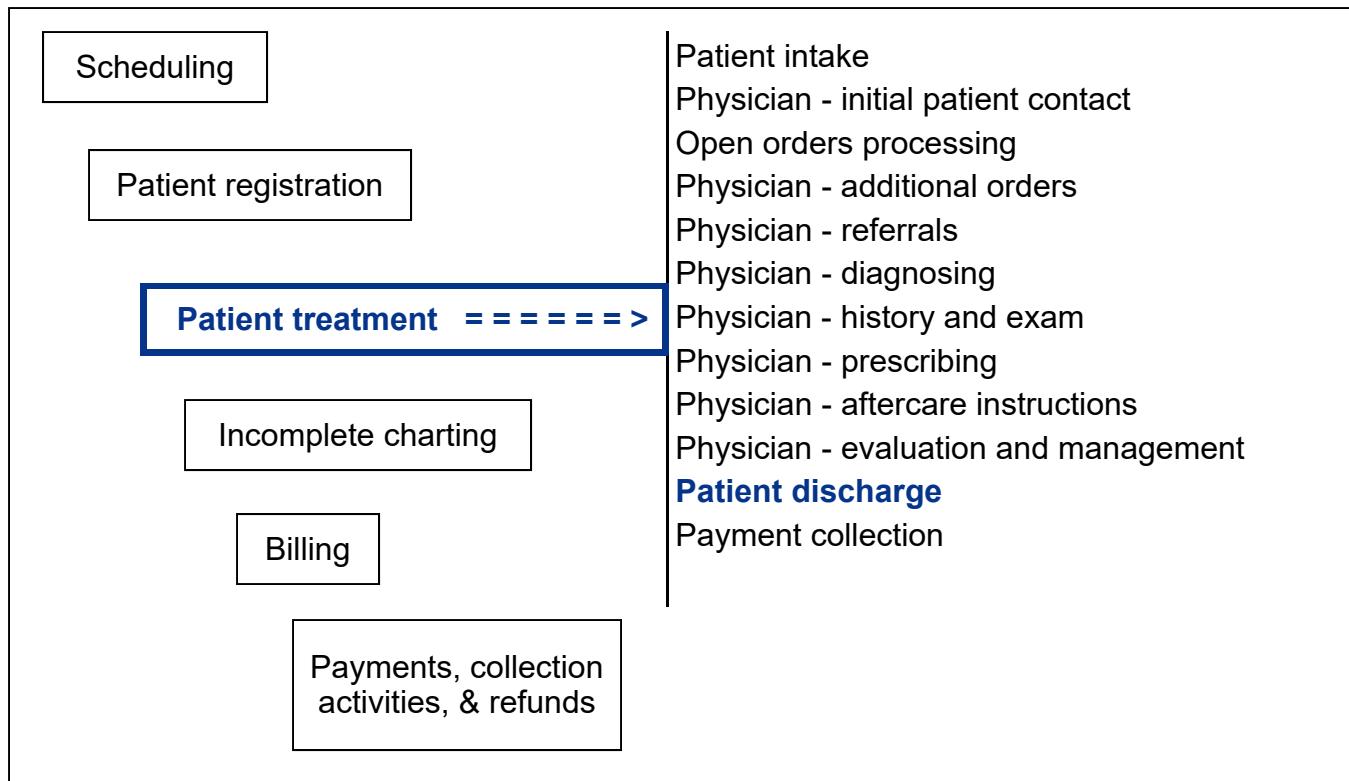 Scheduling
Patient registration
Patient treatment = = = = = = >
Incomplete charting
Billing
Payments, collection
activities, & refunds
Patient intake
Physician - initial patient contact
Open orders processing
Physician - additional orders
Physician - referrals
Physician - diagnosing
Physician - history and exam
Physician - prescribing
Physician - aftercare instructions
Physician - evaluation and management
Patient discharge
Payment collection